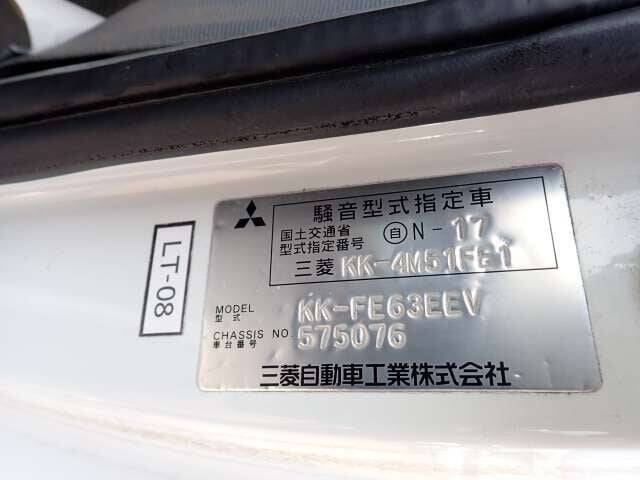 騒音型式指定車
国土交通省
型式指定番号 自 N-17
三菱 KK-4M51FE1
MODEL
型式 KK-FE63EEV
CHASSIS NO.
車台番号 575076
三菱自動車工業株式会社
LT-08